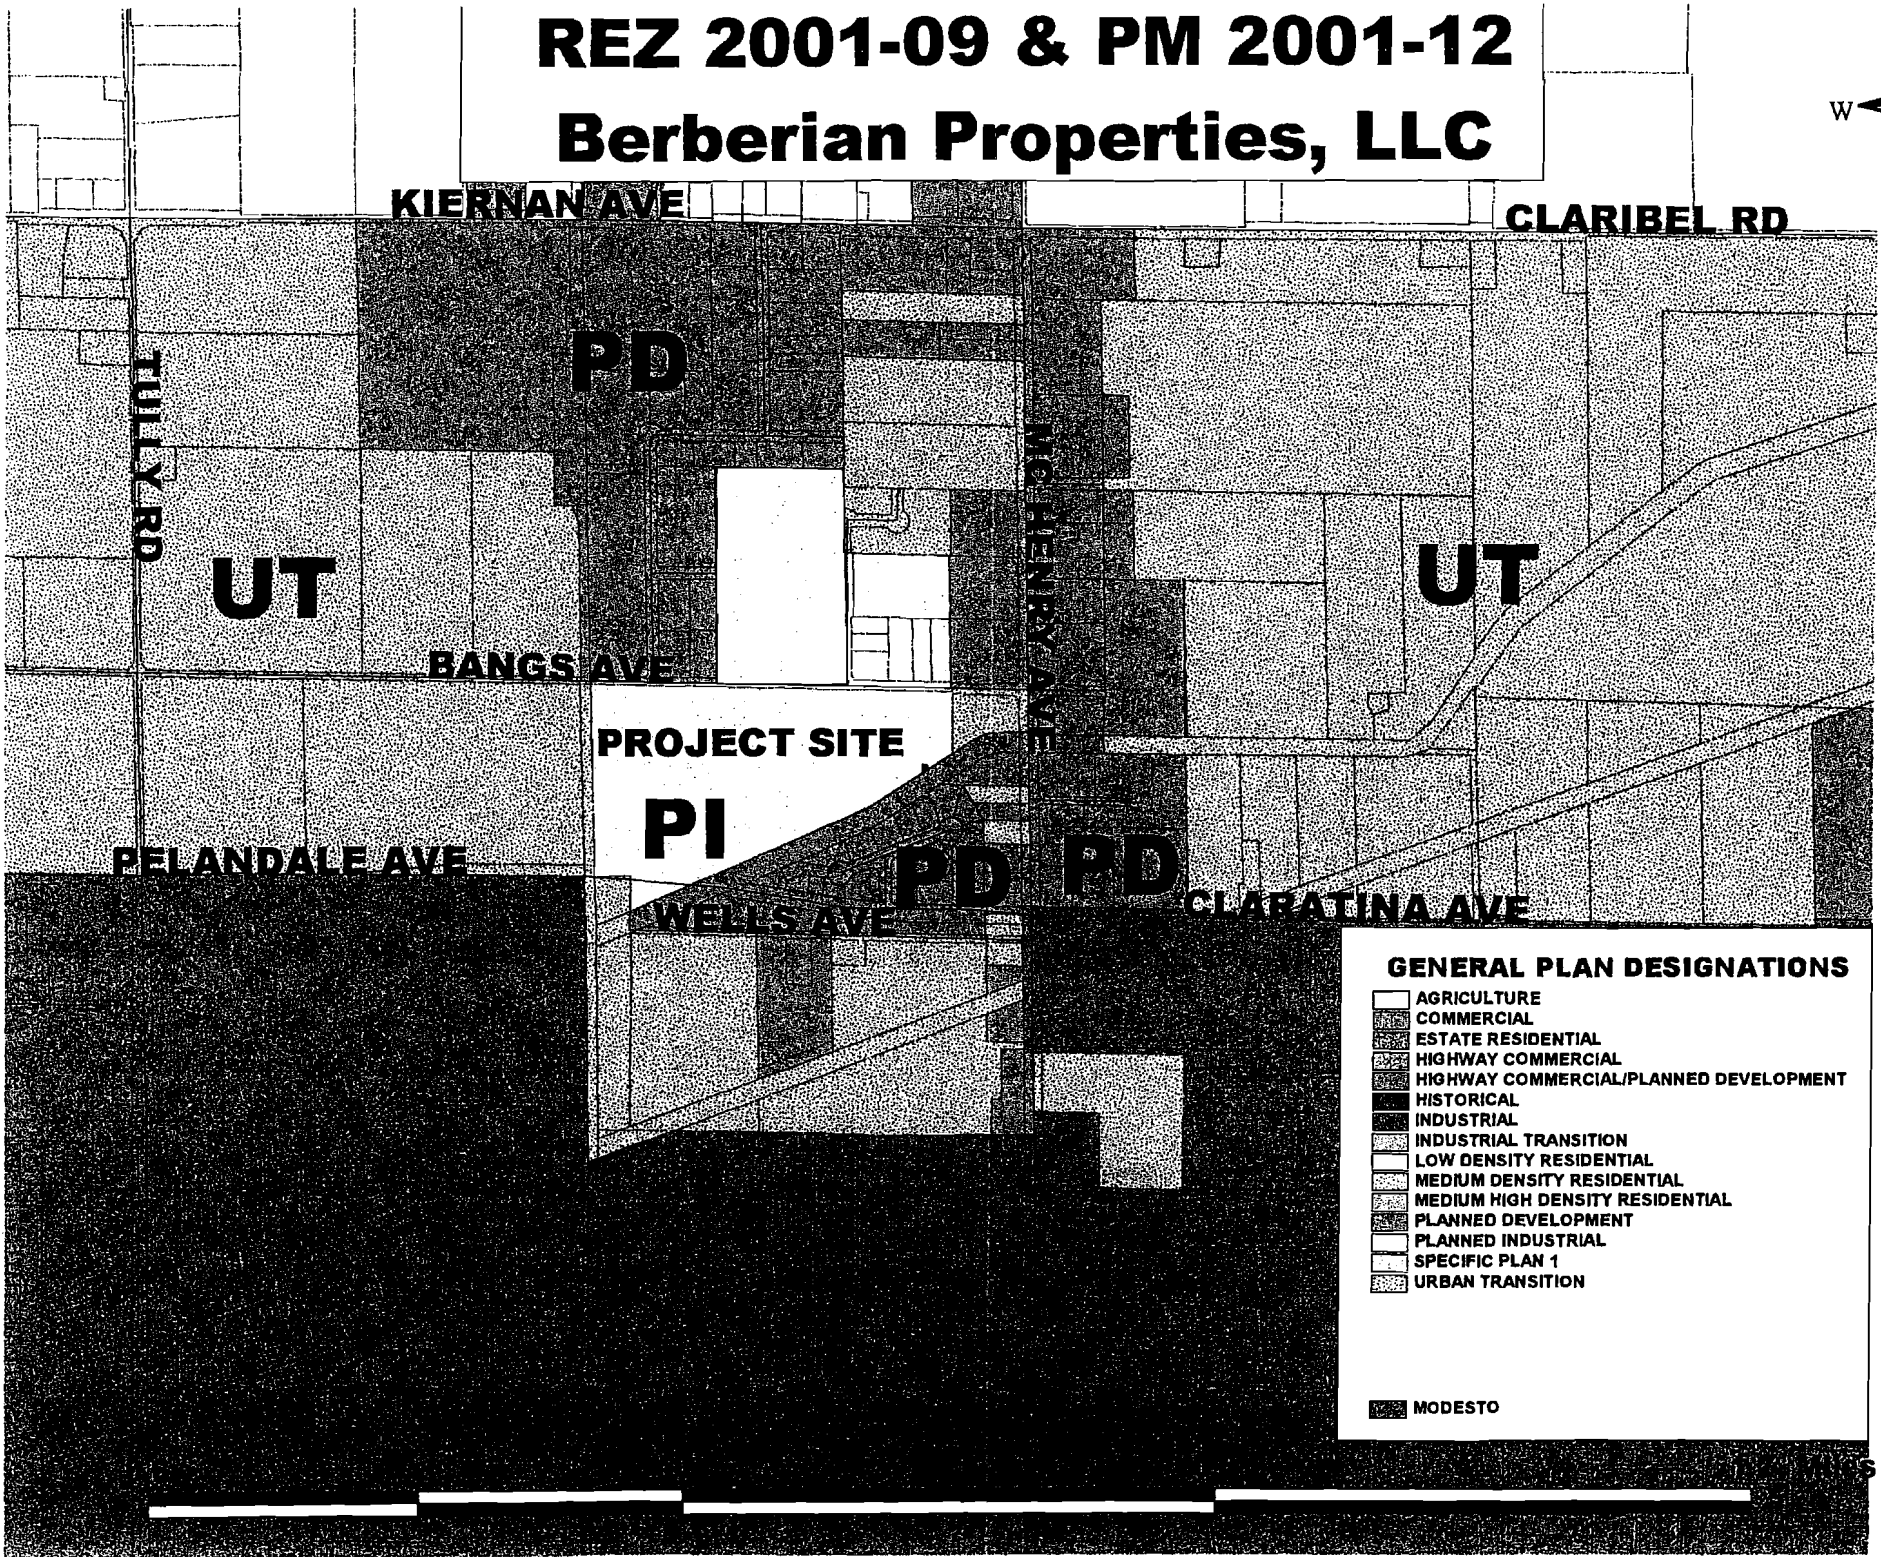 REZ 2001-09 & PM 2001-12
Berberian Properties, LLC
W
KIERNAN AVE
CLARIBEL RD
PD
TULLY RD
MC HENRY AVE
UT
UT
BANGS AVE
PROJECT SITE
PI
PELANDALE AVE
PD
PD
WELLS AVE
CLARATINA AVE
GENERAL PLAN DESIGNATIONS
AGRICULTURE
COMMERCIAL
ESTATE RESIDENTIAL
HIGHWAY COMMERCIAL
HIGHWAY COMMERCIAL/PLANNED DEVELOPMENT
HISTORICAL
INDUSTRIAL
INDUSTRIAL TRANSITION
LOW DENSITY RESIDENTIAL
MEDIUM DENSITY RESIDENTIAL
MEDIUM HIGH DENSITY RESIDENTIAL
PLANNED DEVELOPMENT
PLANNED INDUSTRIAL
SPECIFIC PLAN 1
URBAN TRANSITION
MODESTO